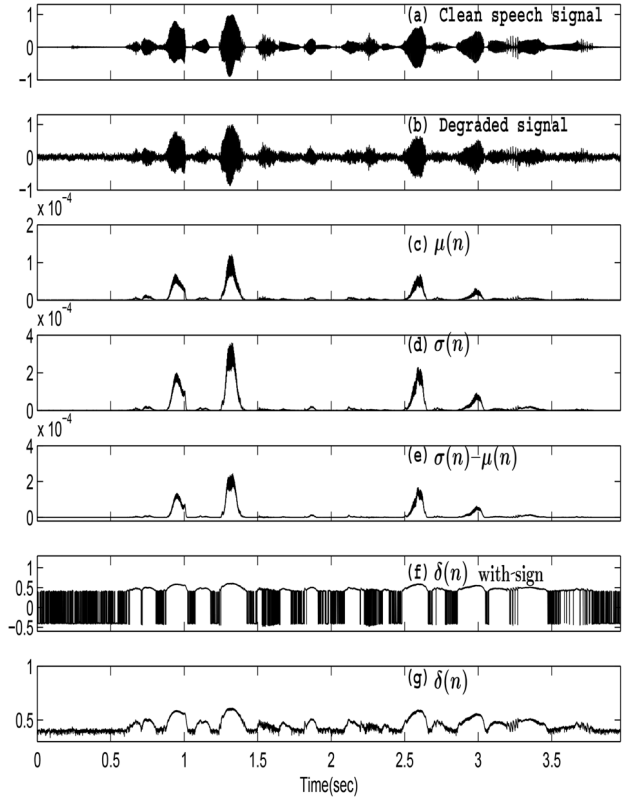 1
(a) Clean speech signal
0
−1
1
(b) Degraded signal
0
−1
x 10⁻⁴
2
(c) μ(n)
1
0
x 10⁻⁴
4
(d) σ(n)
2
0
x 10⁻⁴
4
(e) σ(n)−μ(n)
2
0
1
(f) δ(n) with-sign
0.5
0
−0.5
1
(g) δ(n)
0.5
0 0.5 1 1.5 2 2.5 3 3.5
Time(sec)